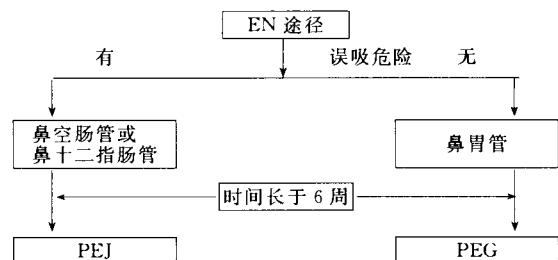 EN 途径
有 误吸危险 无
鼻空肠管或
鼻十二指肠管
鼻胃管
时间长于 6 周
PEJ PEG